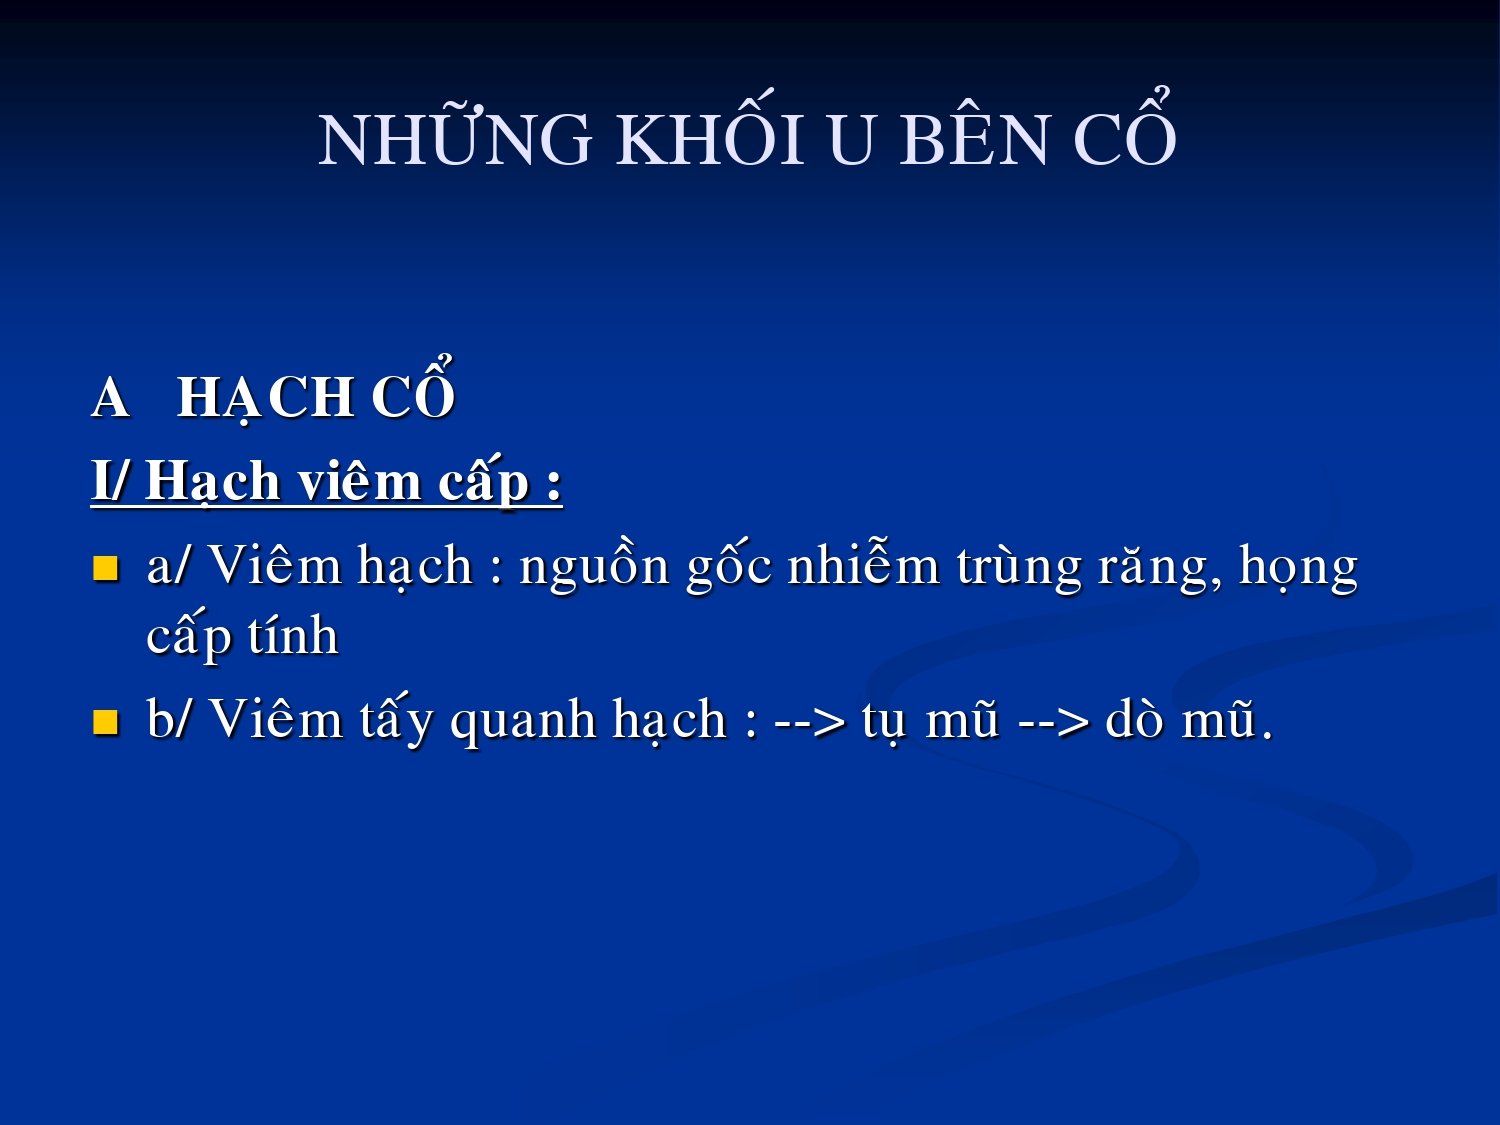 NHỮNG KHỐI U BÊN CỔ
A HẠCH CỔ
I/ Hạch viêm cấp :
a/ Viêm hạch : nguồn gốc nhiễm trùng răng, họng
cấp tính
b/ Viêm tấy quanh hạch : --> tụ mũ --> dò mũ.